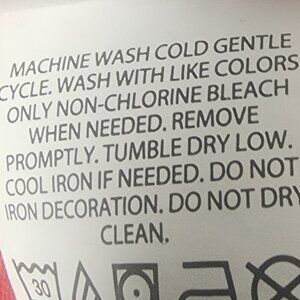 MACHINE WASH COLD GENTLE
CYCLE. WASH WITH LIKE COLORS
ONLY NON-CHLORINE BLEACH
WHEN NEEDED. REMOVE
PROMPTLY. TUMBLE DRY LOW.
COOL IRON IF NEEDED. DO NOT
IRON DECORATION. DO NOT DRY
CLEAN.
30